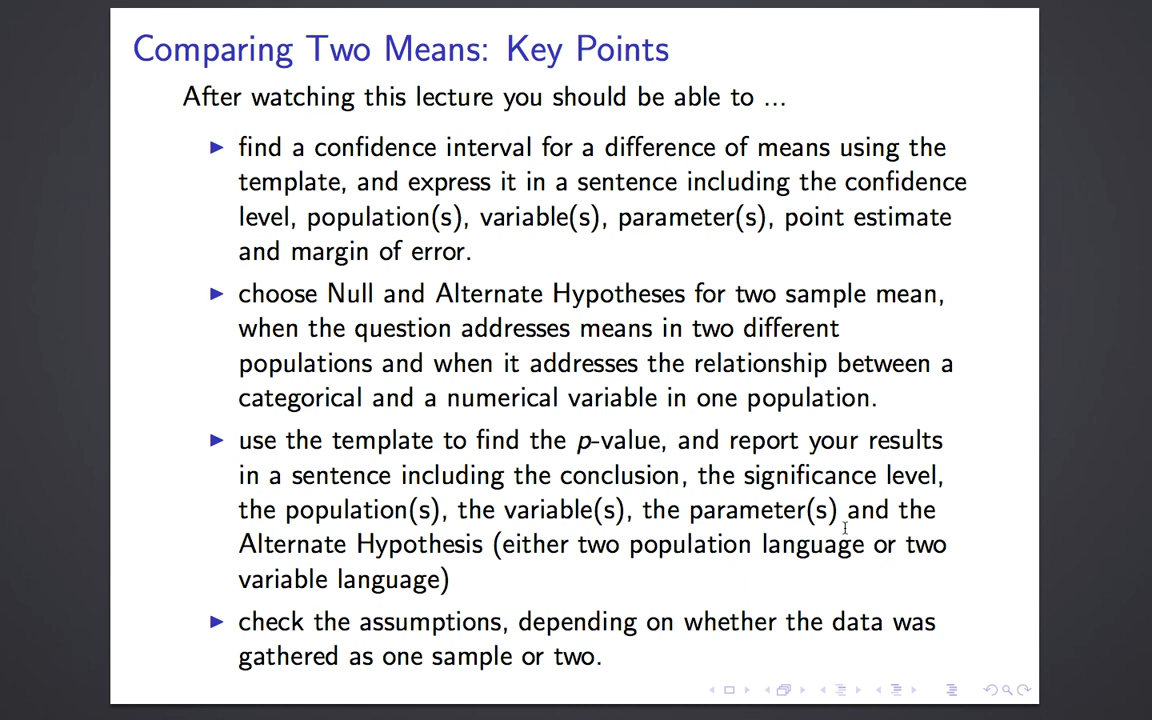 Comparing Two Means: Key Points
After watching this lecture you should be able to ...
find a confidence interval for a difference of means using the
template, and express it in a sentence including the confidence
level, population(s), variable(s), parameter(s), point estimate
and margin of error.
choose Null and Alternate Hypotheses for two sample mean,
when the question addresses means in two different
populations and when it addresses the relationship between a
categorical and a numerical variable in one population.
use the template to find the p-value, and report your results
in a sentence including the conclusion, the significance level,
the population(s), the variable(s), the parameter(s) and the
Alternate Hypothesis (either two population language or two
variable language)
check the assumptions, depending on whether the data was
gathered as one sample or two.